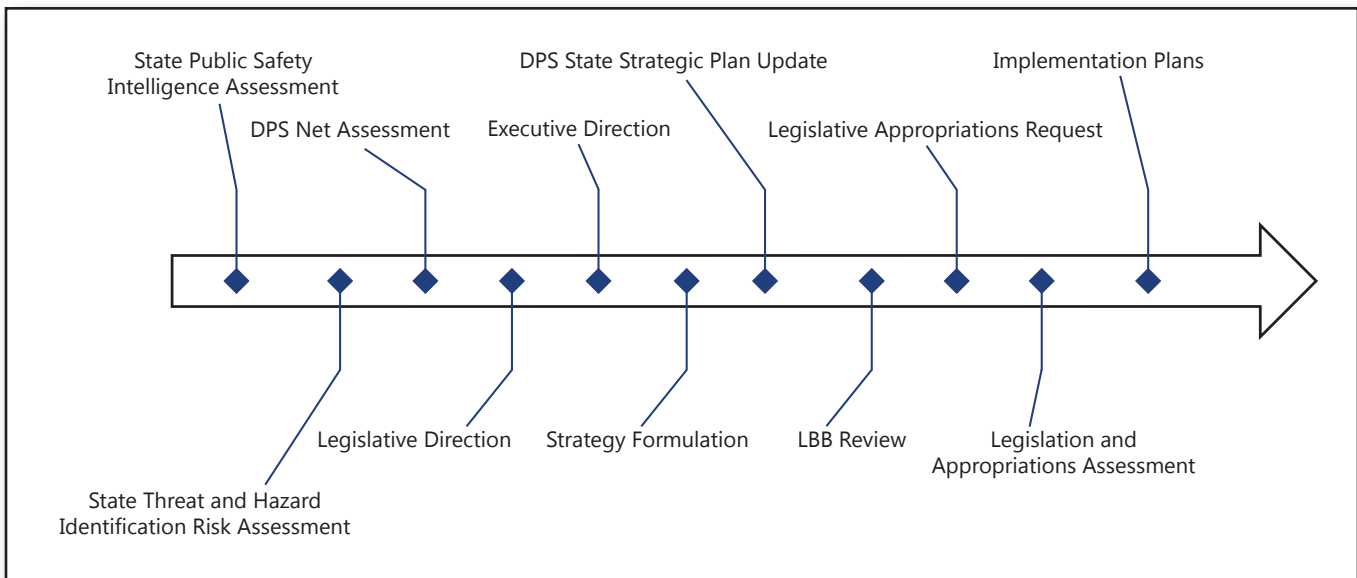 State Public Safety
Intelligence Assessment
DPS State Strategic Plan Update
Implementation Plans
DPS Net Assessment
Executive Direction
Legislative Appropriations Request
Legislative Direction
Strategy Formulation
LBB Review
Legislation and
Appropriations Assessment
State Threat and Hazard
Identification Risk Assessment